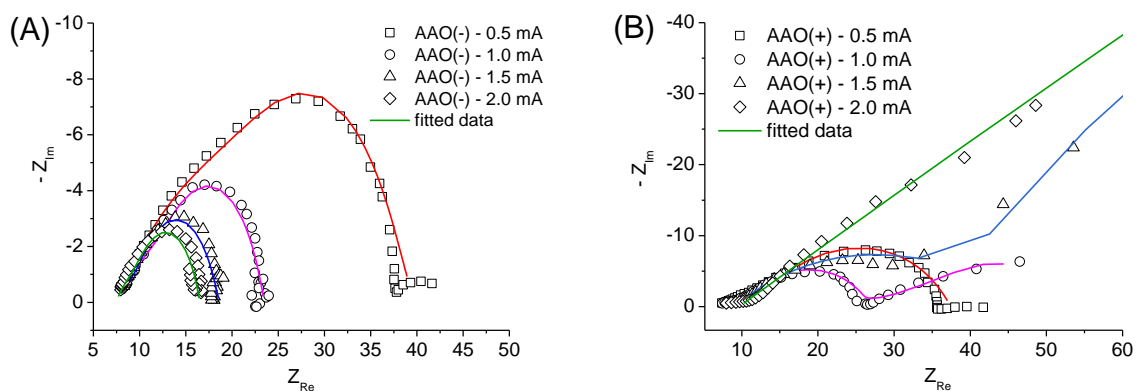 (A)
-10
-8
-6
-4
-2
0
- Z_Im
5 10 15 20 25 30 35 40 45 50
Z_Re
AAO(-) - 0.5 mA
AAO(-) - 1.0 mA
AAO(-) - 1.5 mA
AAO(-) - 2.0 mA
fitted data
(B)
-40
-30
-20
-10
0
- Z_Im
10 20 30 40 50 60
Z_Re
AAO(+) - 0.5 mA
AAO(+) - 1.0 mA
AAO(+) - 1.5 mA
AAO(+) - 2.0 mA
fitted data